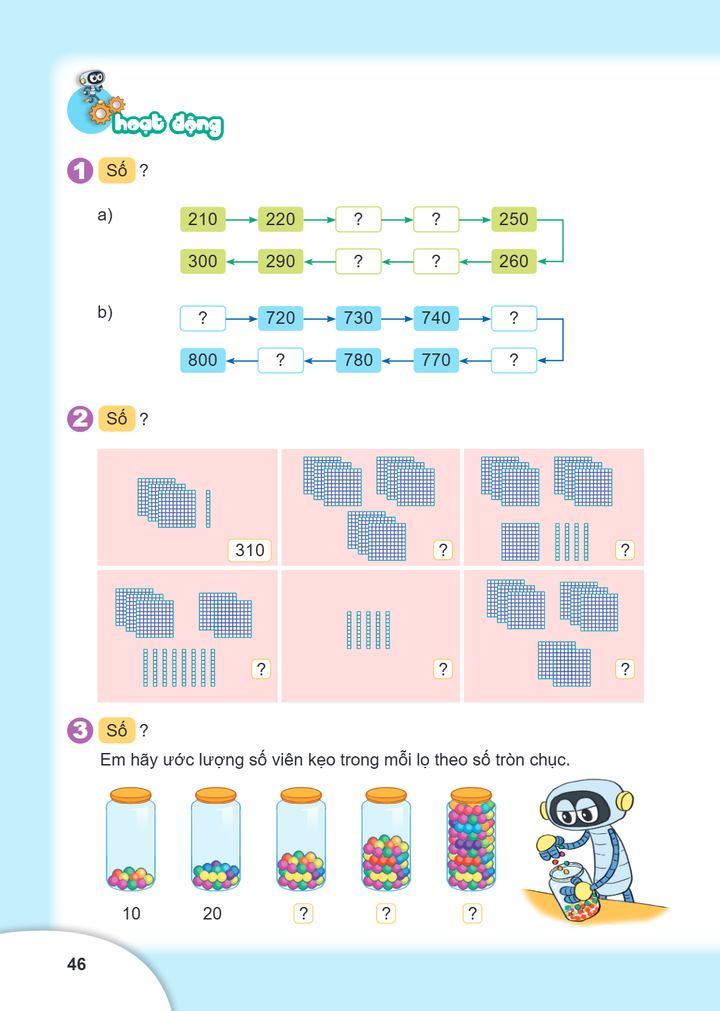 hoạt động
1 Số ?
a)
210 220 ? ? 250
300 290 ? ? 260
b)
? 720 730 740 ?
800 ? 780 770 ?
2 Số ?
310 ? ?
? ? ?
3 Số ?
Em hãy ước lượng số viên kẹo trong mỗi lọ theo số tròn chục.
10 20 ? ? ?
46